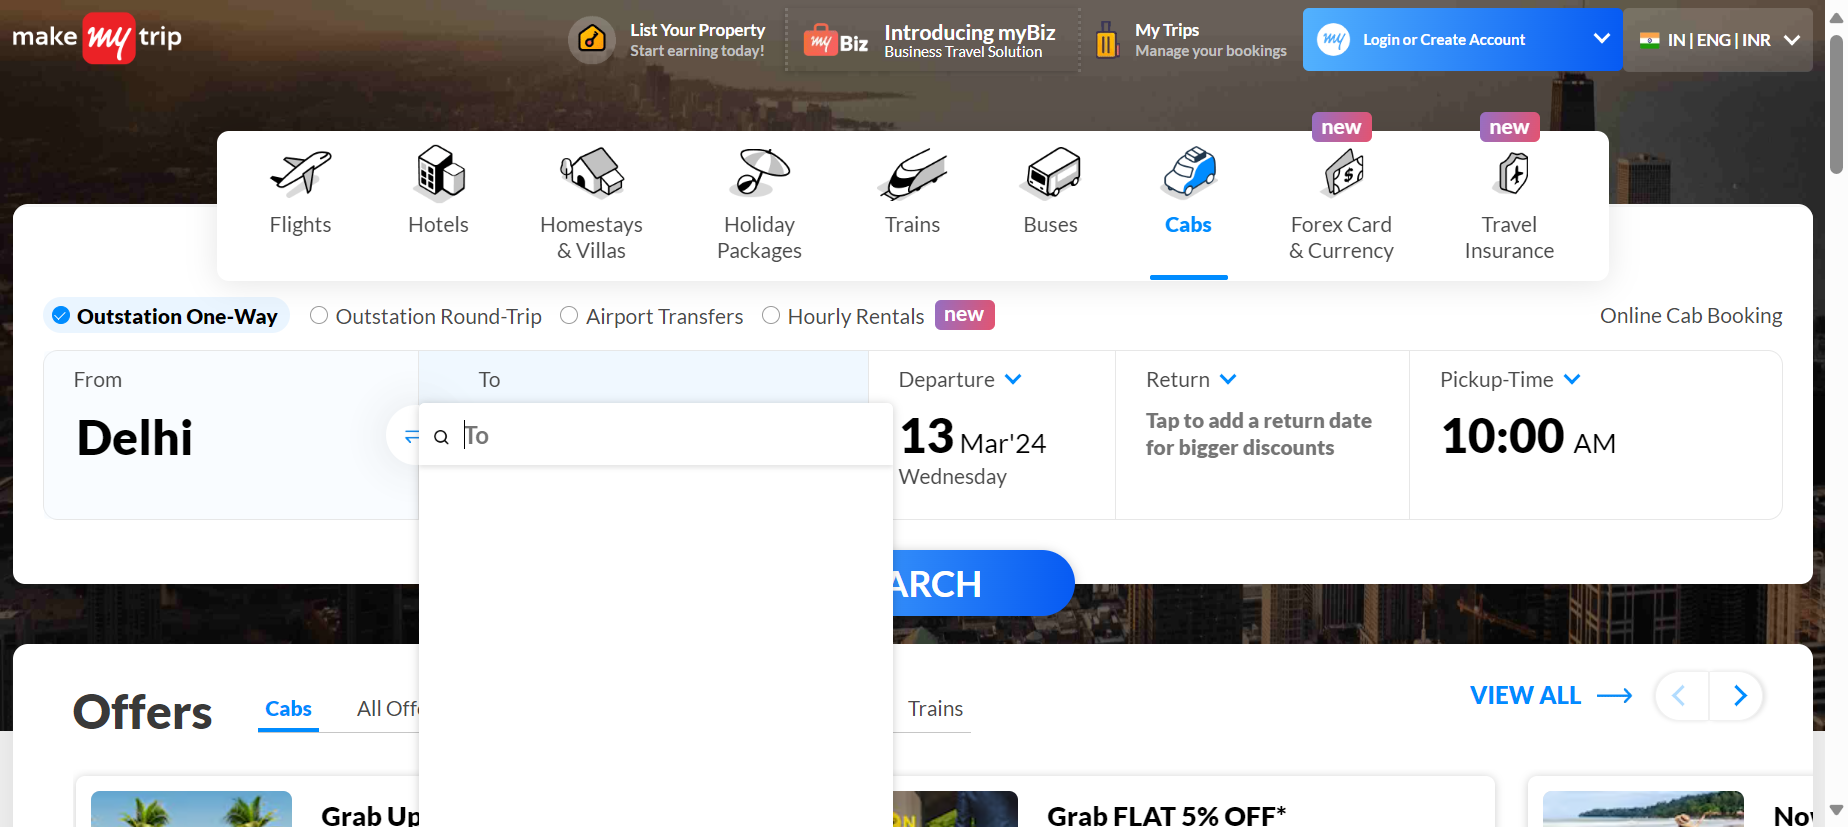 make my trip
List Your Property
Start earning today!
my Biz
Introducing myBiz
Business Travel Solution
My Trips
Manage your bookings
my
Login or Create Account
IN | ENG | INR
new
new
Flights
Hotels
Homestays
& Villas
Holiday
Packages
Trains
Buses
Cabs
Forex Card
& Currency
Travel
Insurance
Outstation One-Way
Outstation Round-Trip
Airport Transfers
Hourly Rentals
new
Online Cab Booking
From
Delhi
To
To
Departure
13 Mar'24
Wednesday
Return
Tap to add a return date
for bigger discounts
Pickup-Time
10:00 AM
ARCH
Offers
Cabs
All Offe
Trains
VIEW ALL
Grab Up
ON
Grab FLAT 5% OFF*
Nov